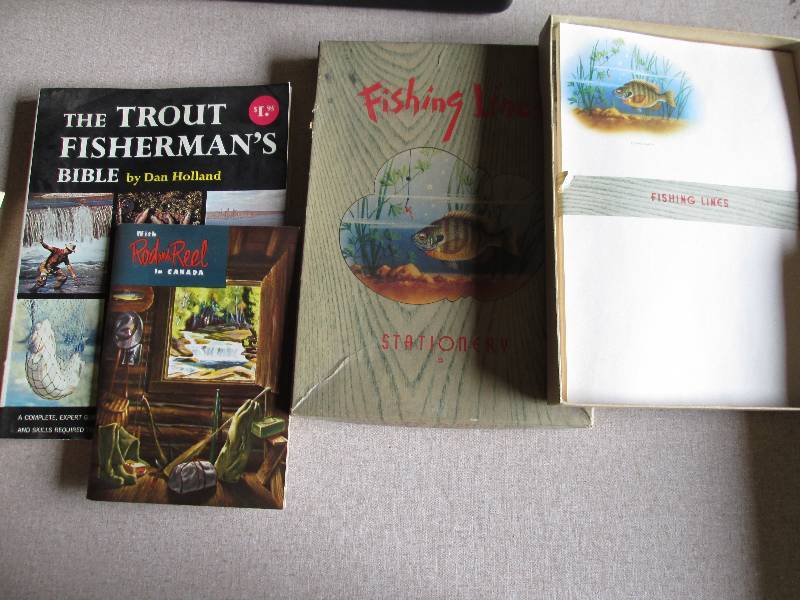 THE TROUT
FISHERMAN'S
BIBLE by Dan Holland
$1.95
A COMPLETE, EXPERT
AND SKILLS REQUIRED
With
Rod and Reel
in CANADA
Fishing Lines
STATIONERY
FISHING LINES